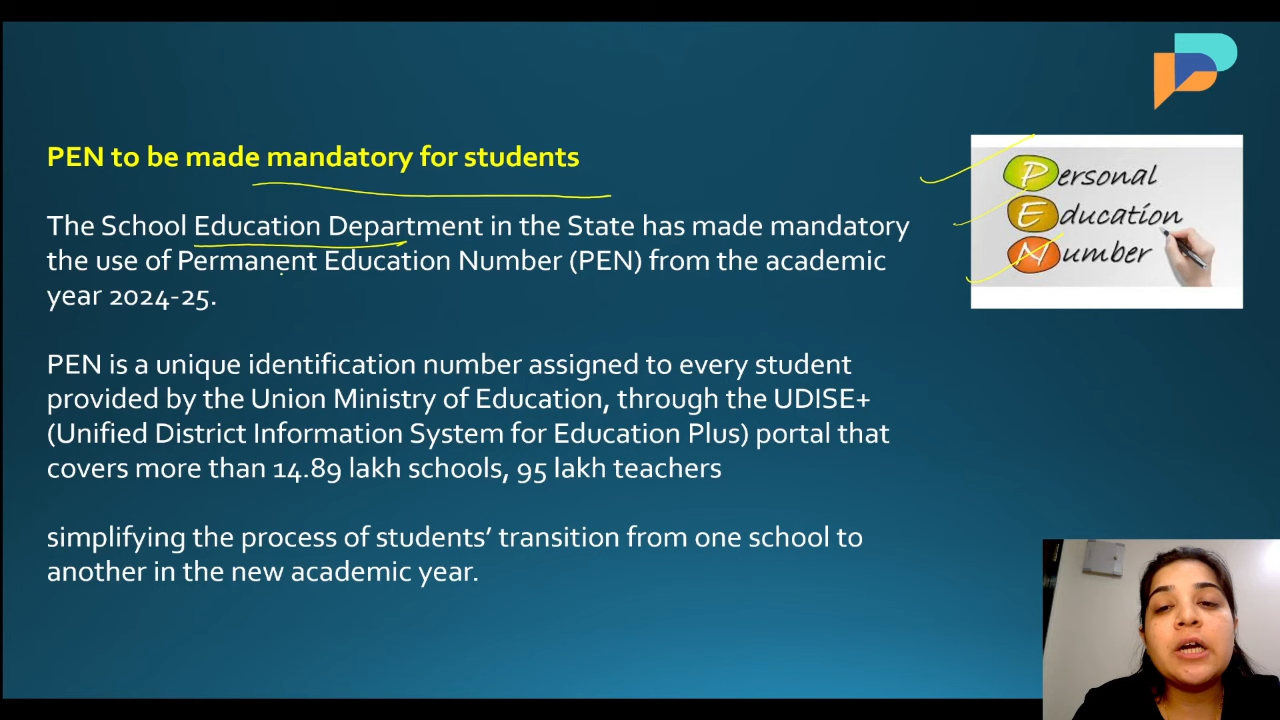 PEN to be made mandatory for students
The School Education Department in the State has made mandatory
the use of Permanent Education Number (PEN) from the academic
year 2024-25.
PEN is a unique identification number assigned to every student
provided by the Union Ministry of Education, through the UDISE+
(Unified District Information System for Education Plus) portal that
covers more than 14.89 lakh schools, 95 lakh teachers
simplifying the process of students’ transition from one school to
another in the new academic year.
Personal
Education
Number